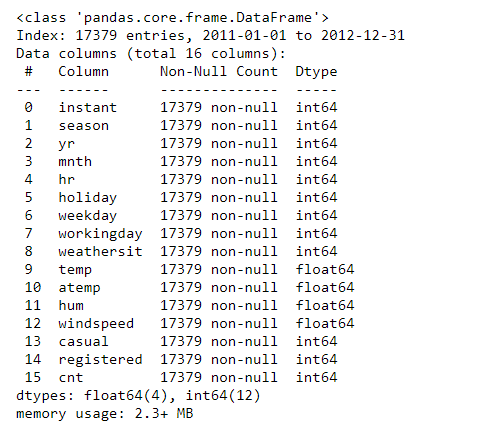 <class 'pandas.core.frame.DataFrame'>
Index: 17379 entries, 2011-01-01 to 2012-12-31
Data columns (total 16 columns):
 #   Column      Non-Null Count  Dtype
---  ------      --------------  -----
 0   instant     17379 non-null  int64
 1   season      17379 non-null  int64
 2   yr          17379 non-null  int64
 3   mnth        17379 non-null  int64
 4   hr          17379 non-null  int64
 5   holiday     17379 non-null  int64
 6   weekday     17379 non-null  int64
 7   workingday  17379 non-null  int64
 8   weathersit  17379 non-null  int64
 9   temp        17379 non-null  float64
 10  atemp       17379 non-null  float64
 11  hum         17379 non-null  float64
 12  windspeed   17379 non-null  float64
 13  casual      17379 non-null  int64
 14  registered  17379 non-null  int64
 15  cnt         17379 non-null  int64
dtypes: float64(4), int64(12)
memory usage: 2.3+ MB